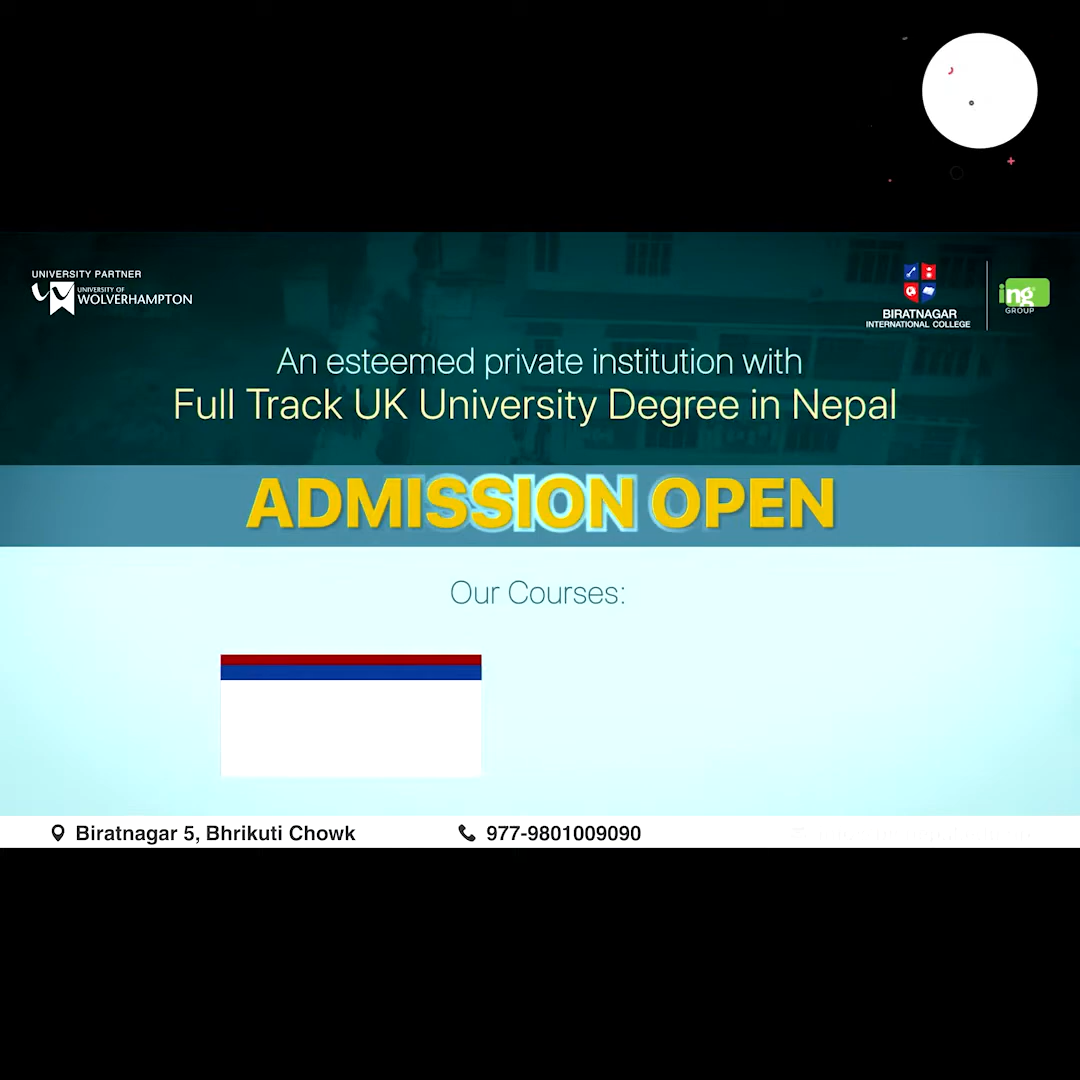 UNIVERSITY PARTNER
UNIVERSITY OF
WOLVERHAMPTON
BIRATNAGAR
INTERNATIONAL COLLEGE
ing
GROUP
An esteemed private institution with
Full Track UK University Degree in Nepal
ADMISSION OPEN
Our Courses:
Biratnagar 5, Bhrikuti Chowk
977-9801009090